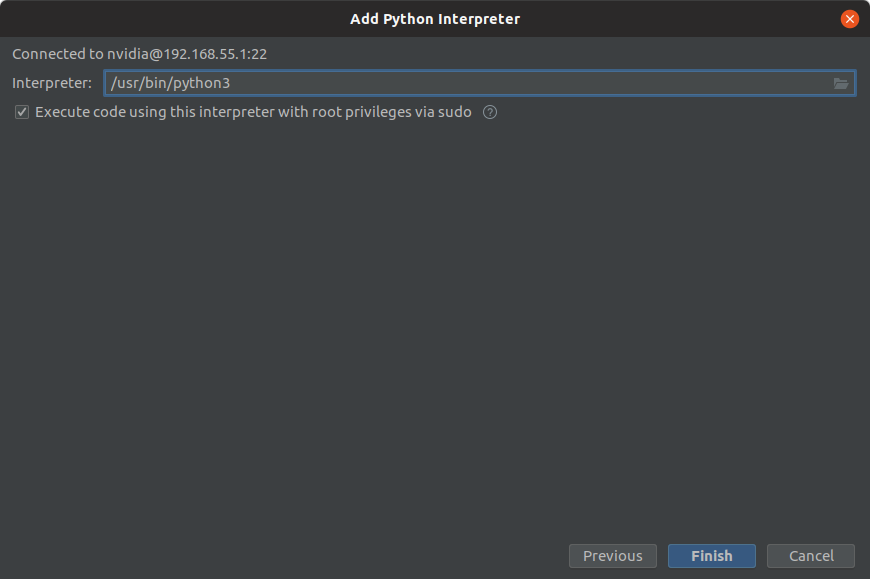 Add Python Interpreter
Connected to nvidia@192.168.55.1:22
Interpreter: /usr/bin/python3
Execute code using this interpreter with root privileges via sudo ?
Previous Finish Cancel